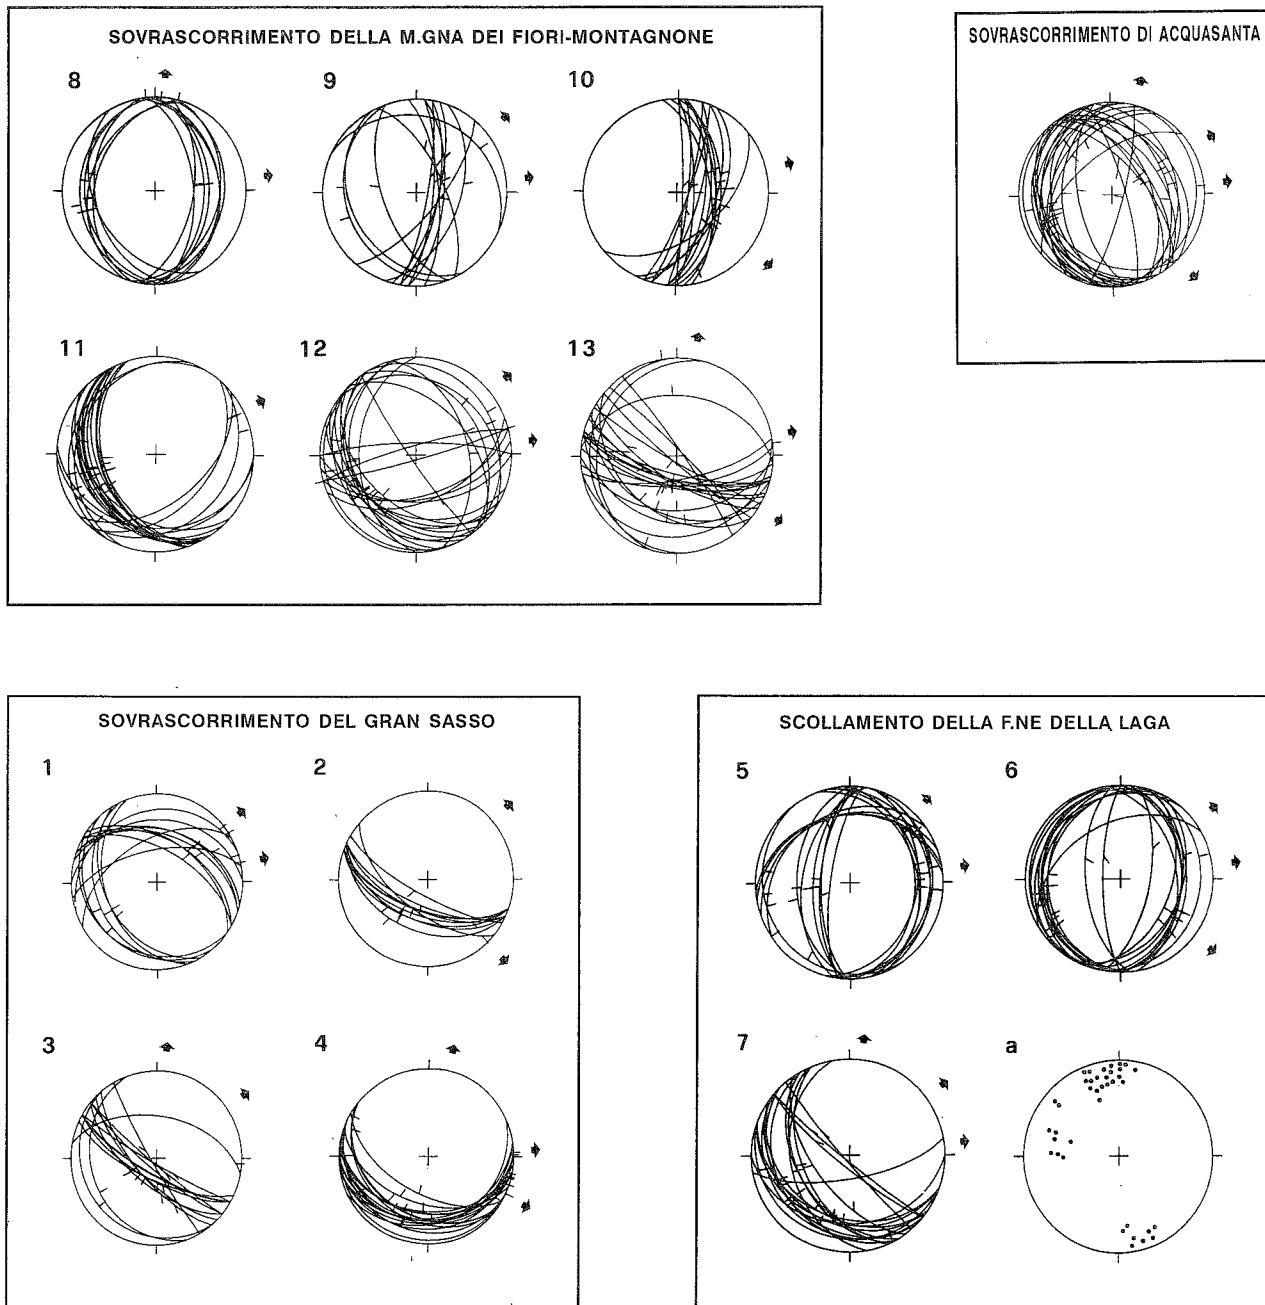 SOVRASCORRIMENTO DELLA M.GNA DEI FIORI-MONTAGNONE
8
9
10
11
12
13
SOVRASCORRIMENTO DI ACQUASANTA
SOVRASCORRIMENTO DEL GRAN SASSO
1
2
3
4
SCOLLAMENTO DELLA F.NE DELLA LAGA
5
6
7
a